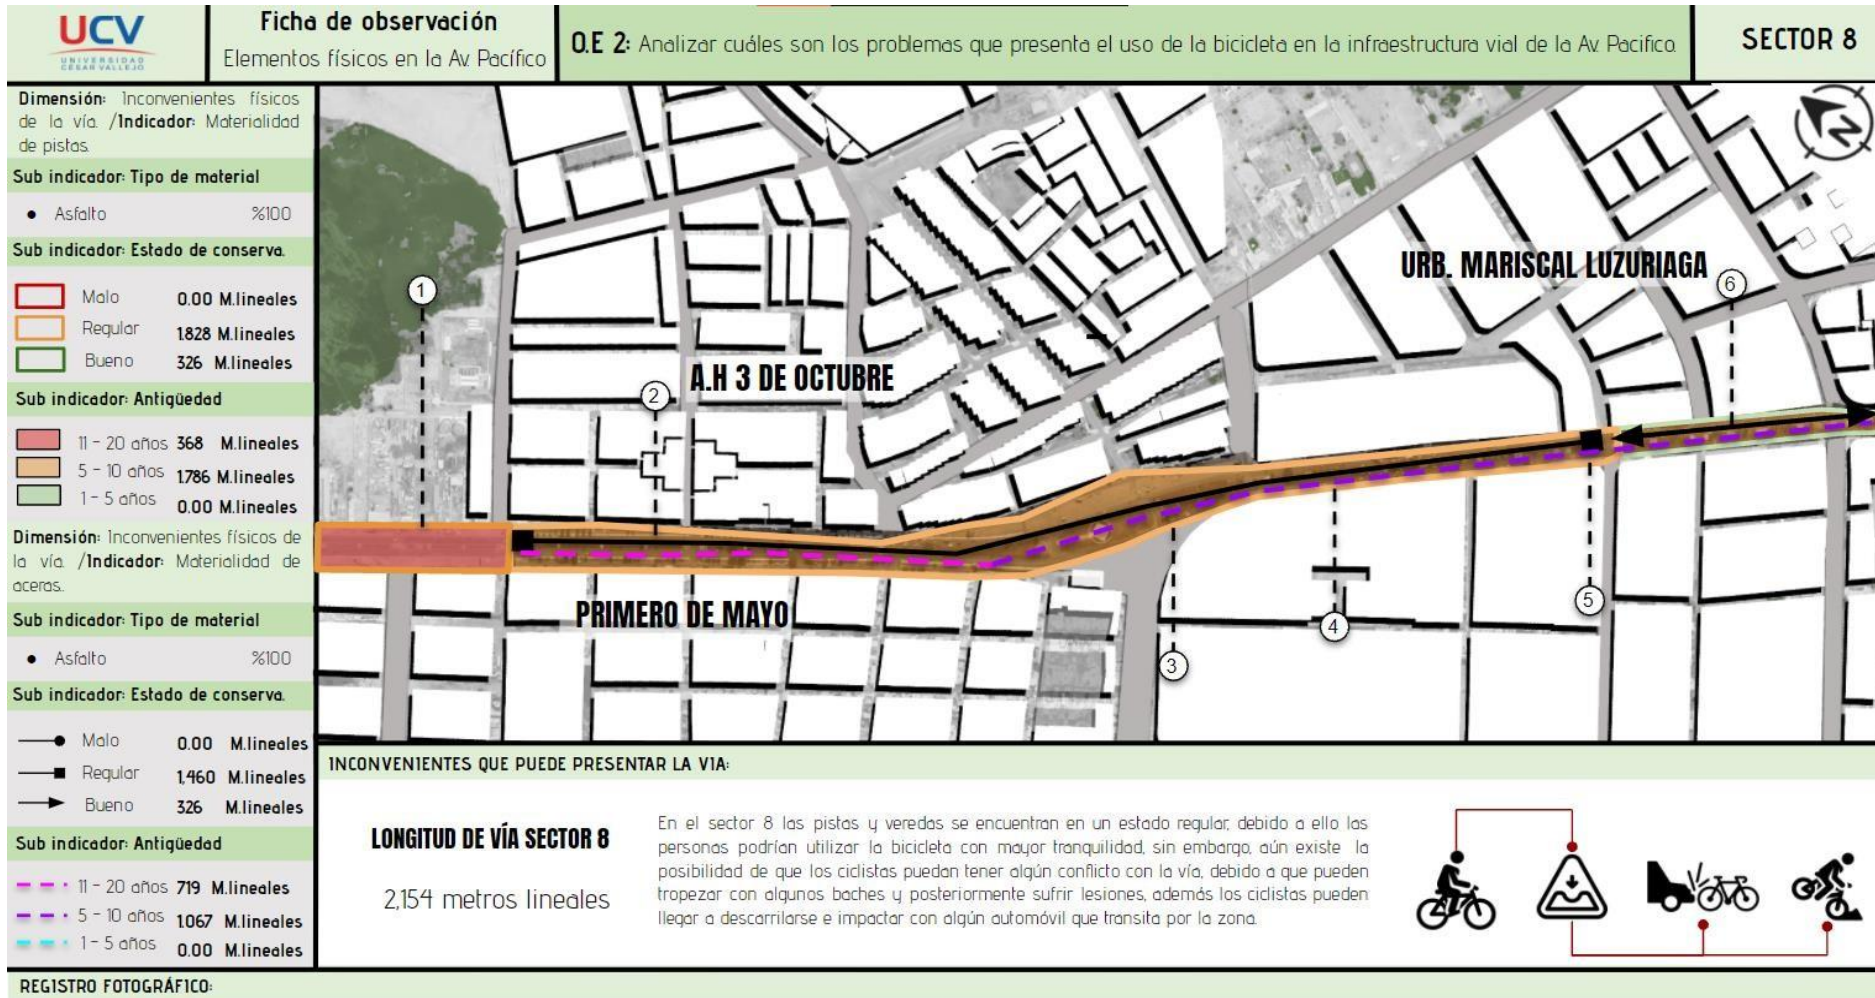 UCV
UNIVERSIDAD
CÉSAR VALLEJO
Ficha de observación
Elementos físicos en la Av. Pacífico
O.E 2: Analizar cuáles son los problemas que presenta el uso de la bicicleta en la infraestructura vial de la Av. Pacifico.
SECTOR 8
Dimensión: Inconvenientes físicos
de la vía. /Indicador: Materialidad
de pistas.
Sub indicador: Tipo de material
• Asfalto %100
Sub indicador: Estado de conserva.
Malo 0.00 M.lineales
Regular 1.828 M.lineales
Bueno 326 M.lineales
Sub indicador: Antigüedad
11 - 20 años 368 M.lineales
5 - 10 años 1.786 M.lineales
1 - 5 años 0.00 M.lineales
Dimensión: Inconvenientes físicos de
la vía. /Indicador: Materialidad de
aceras..
Sub indicador: Tipo de material
• Asfalto %100
Sub indicador: Estado de conserva.
Malo 0.00 M.lineales
Regular 1,460 M.lineales
Bueno 326 M.lineales
Sub indicador: Antigüedad
11 - 20 años 719 M.lineales
5 - 10 años 1.067 M.lineales
1 - 5 años 0.00 M.lineales
N
URB. MARISCAL LUZURIAGA
6
1
A.H 3 DE OCTUBRE
2
PRIMERO DE MAYO
5
4
3
INCONVENIENTES QUE PUEDE PRESENTAR LA VIA:
LONGITUD DE VÍA SECTOR 8
2,154 metros lineales
En el sector 8 las pistas y veredas se encuentran en un estado regular, debido a ello las
personas podrían utilizar la bicicleta con mayor tranquilidad, sin embargo, aún existe la
posibilidad de que los ciclistas puedan tener algún conflicto con la vía, debido a que pueden
tropezar con algunos baches y posteriormente sufrir lesiones, además los ciclistas pueden
llegar a descarrilarse e impactar con algún automóvil que transita por la zona.
REGISTRO FOTOGRÁFICO: